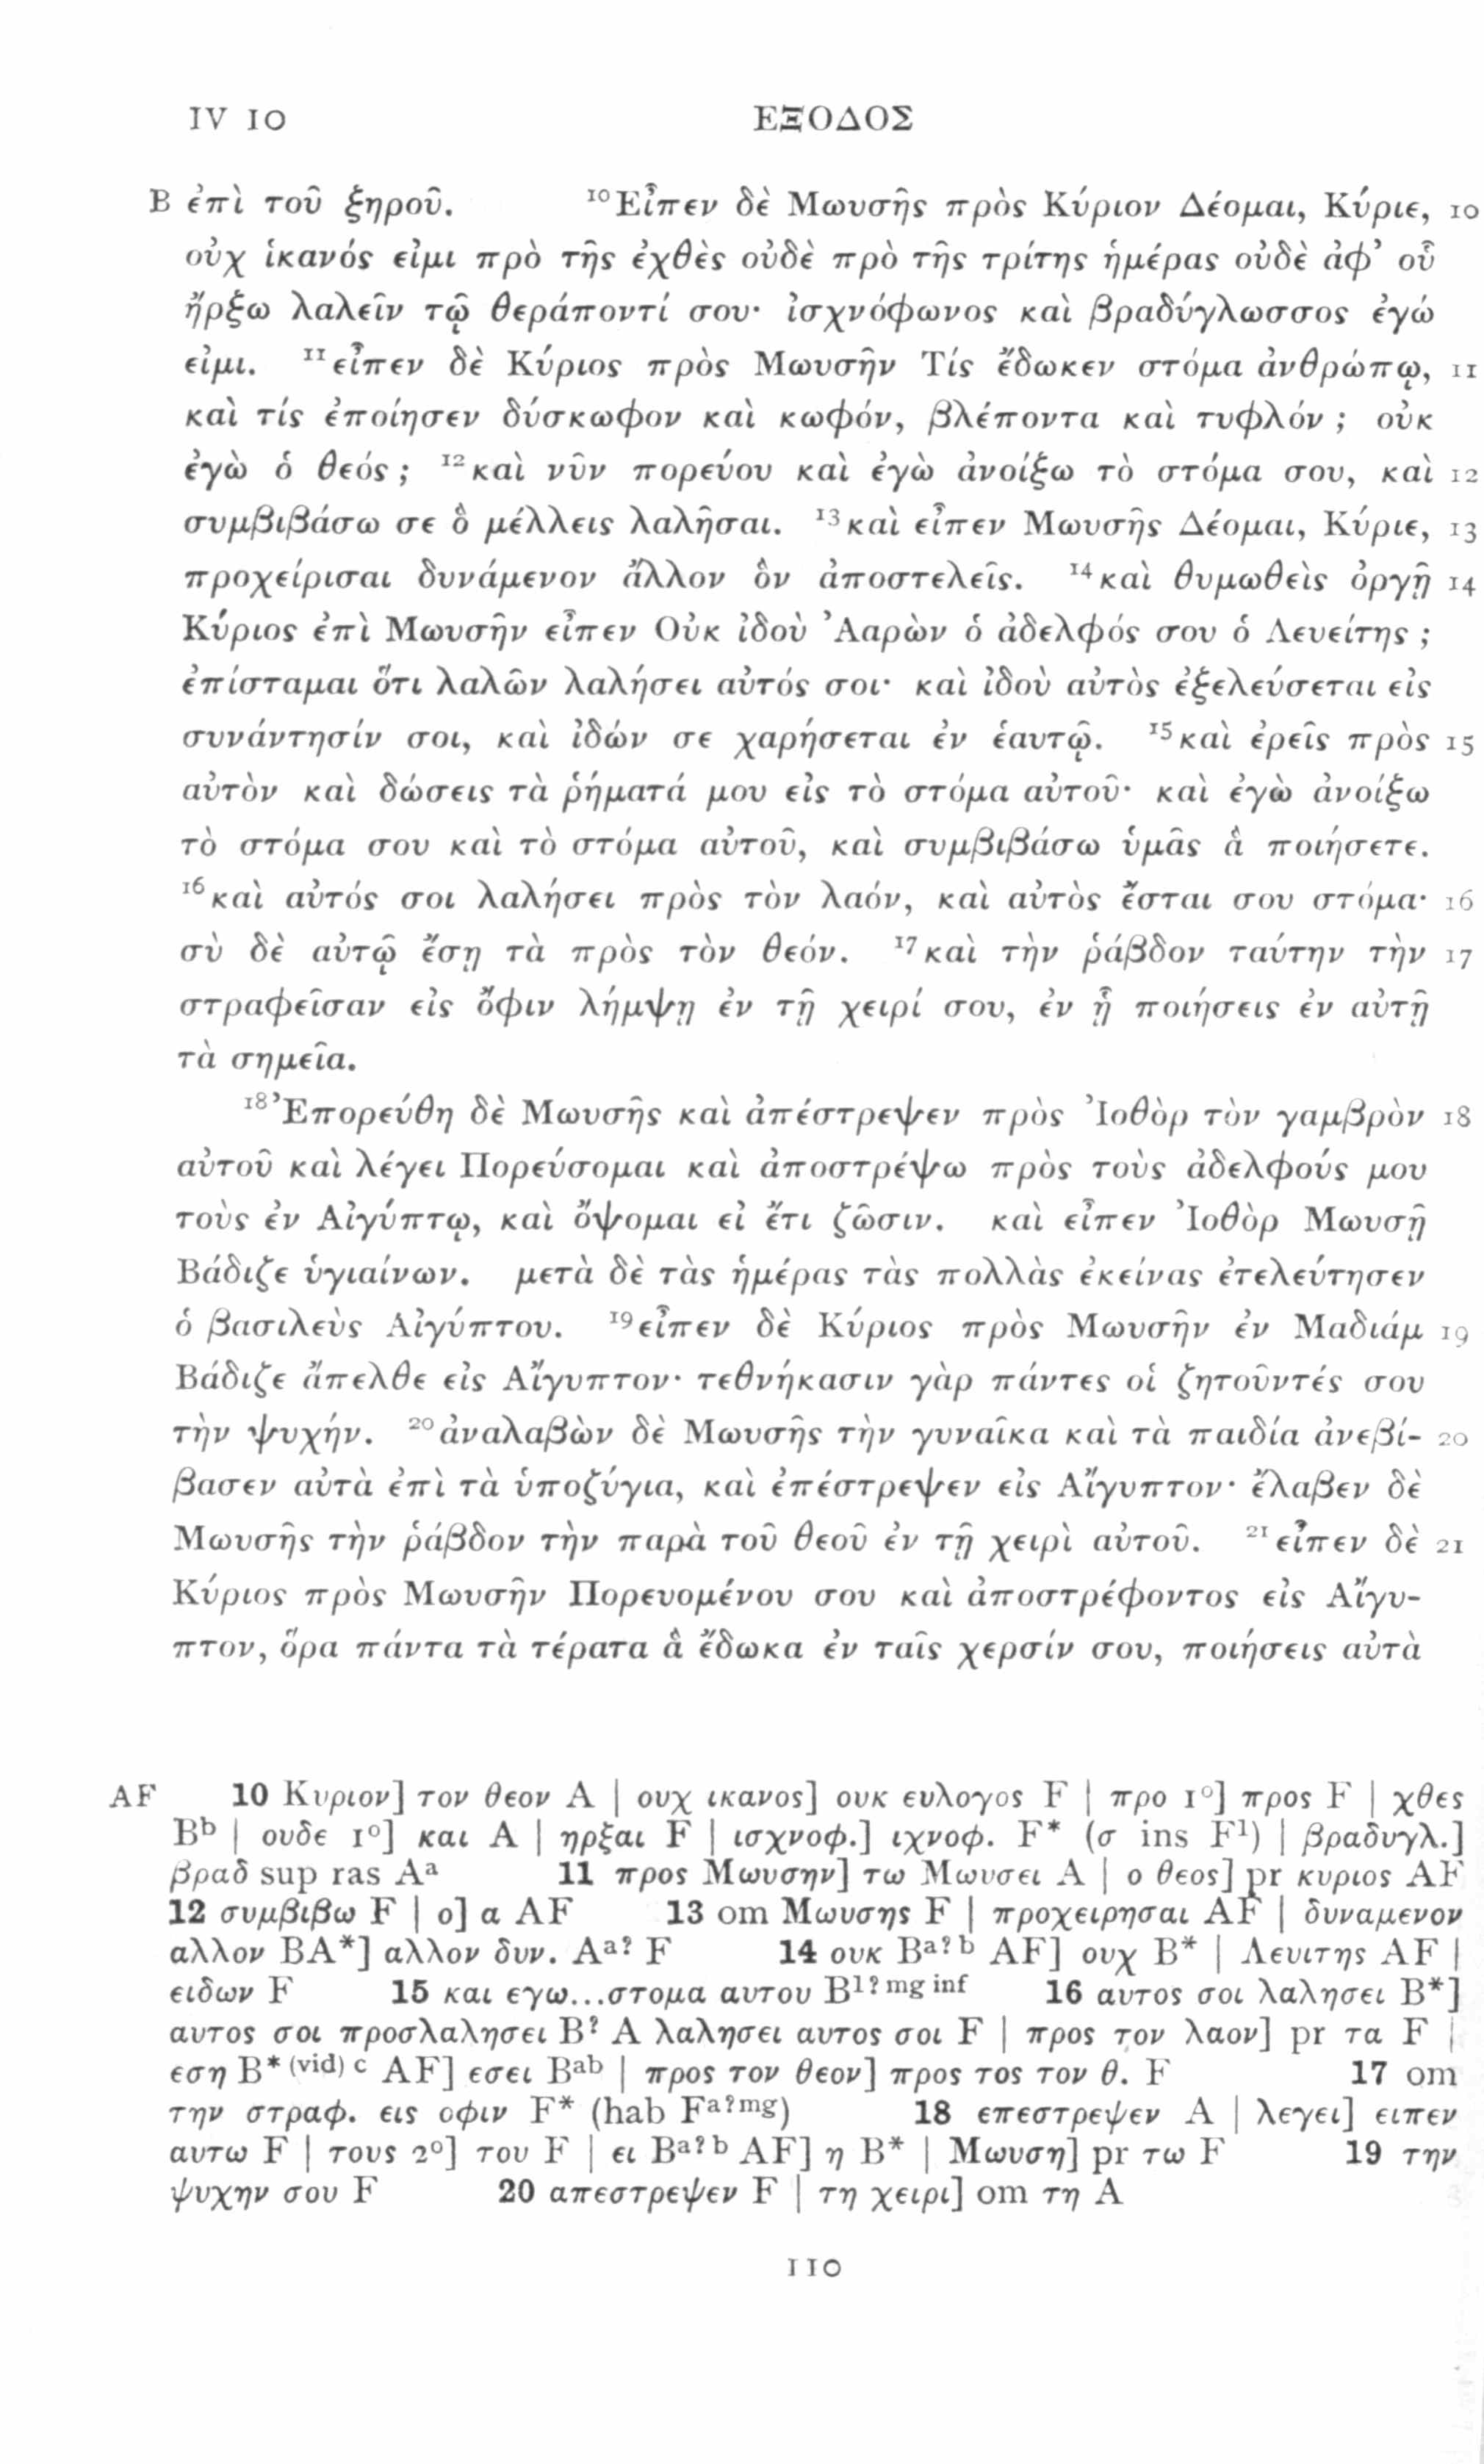 IV 10 ΕΞΟΔΟΣ
B ἐπὶ τοῦ ξηροῦ. ¹⁰Εἶπεν δὲ Μωυσῆς πρὸς Κύριον Δέομαι, Κύριε, 10
οὐχ ἱκανός εἰμι πρὸ τῆς ἐχθὲς οὐδὲ πρὸ τῆς τρίτης ἡμέρας οὐδὲ ἀφ’ οὗ
ἤρξω λαλεῖν τῷ θεράποντί σου· ἰσχνόφωνος καὶ βραδύγλωσσος ἐγώ
εἰμι. ¹¹εἶπεν δὲ Κύριος πρὸς Μωυσῆν Τίς ἔδωκεν στόμα ἀνθρώπῳ, 11
καὶ τίς ἐποίησεν δύσκωφον καὶ κωφόν, βλέποντα καὶ τυφλόν ; οὐκ
ἐγὼ ὁ θεός ; ¹²καὶ νῦν πορεύου καὶ ἐγὼ ἀνοίξω τὸ στόμα σου, καὶ 12
συμβιβάσω σε ὃ μέλλεις λαλῆσαι. ¹³καὶ εἶπεν Μωυσῆς Δέομαι, Κύριε, 13
προχείρισαι δυνάμενον ἄλλον ὃν ἀποστελεῖς. ¹⁴καὶ θυμωθεὶς ὀργῇ 14
Κύριος ἐπὶ Μωυσῆν εἶπεν Οὐκ ἰδοὺ Ἀαρὼν ὁ ἀδελφός σου ὁ Λευείτης ;
ἐπίσταμαι ὅτι λαλῶν λαλήσει αὐτός σοι· καὶ ἰδοὺ αὐτὸς ἐξελεύσεται εἰς
συνάντησίν σοι, καὶ ἰδών σε χαρήσεται ἐν ἑαυτῷ. ¹⁵καὶ ἐρεῖς πρὸς 15
αὐτὸν καὶ δώσεις τὰ ῥήματά μου εἰς τὸ στόμα αὐτοῦ· καὶ ἐγὼ ἀνοίξω
τὸ στόμα σου καὶ τὸ στόμα αὐτοῦ, καὶ συμβιβάσω ὑμᾶς ἃ ποιήσετε.
¹⁶καὶ αὐτός σοι λαλήσει πρὸς τὸν λαόν, καὶ αὐτὸς ἔσται σου στόμα· 16
σὺ δὲ αὐτῷ ἔσῃ τὰ πρὸς τὸν θεόν. ¹⁷καὶ τὴν ῥάβδον ταύτην τὴν 17
στραφεῖσαν εἰς ὄφιν λήμψῃ ἐν τῇ χειρί σου, ἐν ᾗ ποιήσεις ἐν αὐτῇ
τὰ σημεῖα.
¹⁸Ἐπορεύθη δὲ Μωυσῆς καὶ ἀπέστρεψεν πρὸς Ἰοθὸρ τὸν γαμβρὸν 18
αὐτοῦ καὶ λέγει Πορεύσομαι καὶ ἀποστρέψω πρὸς τοὺς ἀδελφούς μου
τοὺς ἐν Αἰγύπτῳ, καὶ ὄψομαι εἰ ἔτι ζῶσιν. καὶ εἶπεν Ἰοθὸρ Μωυσῇ
Βάδιζε ὑγιαίνων. μετὰ δὲ τὰς ἡμέρας τὰς πολλὰς ἐκείνας ἐτελεύτησεν
ὁ βασιλεὺς Αἰγύπτου. ¹⁹εἶπεν δὲ Κύριος πρὸς Μωυσῆν ἐν Μαδιάμ 19
Βάδιζε ἄπελθε εἰς Αἴγυπτον· τεθνήκασιν γὰρ πάντες οἱ ζητοῦντές σου
τὴν ψυχήν. ²⁰ἀναλαβὼν δὲ Μωυσῆς τὴν γυναῖκα καὶ τὰ παιδία ἀνεβί- 20
βασεν αὐτὰ ἐπὶ τὰ ὑποζύγια, καὶ ἐπέστρεψεν εἰς Αἴγυπτον· ἔλαβεν δὲ
Μωυσῆς τὴν ῥάβδον τὴν παρὰ τοῦ θεοῦ ἐν τῇ χειρὶ αὐτοῦ. ²¹εἶπεν δὲ 21
Κύριος πρὸς Μωυσῆν Πορευομένου σου καὶ ἀποστρέφοντος εἰς Αἴγυ-
πτον, ὅρα πάντα τὰ τέρατα ἃ ἔδωκα ἐν ταῖς χερσίν σου, ποιήσεις αὐτὰ
AF 10 Κυριον] τον θεον A | ουχ ικανος] ουκ ευλογος F | προ 1º] προς F | χθες
Bᵇ | ουδε 1º] και A | ηρξαι F | ισχνοφ.] ιχνοφ. F* (σ ins F¹) | βραδυγλ.]
βραδ sup ras Aᵃ 11 προς Μωυσην] τω Μωυσει A | ο θεος] pr κυριος AF
12 συμβιβω F | ο] α AF 13 om Μωυσης F | προχειρησαι AF | δυναμενον
αλλον BA*] αλλον δυν. Aᵃ? F 14 ουκ Bᵃ?ᵇ AF] ουχ B* | Λευιτης AF |
ειδων F 15 και εγω...στομα αυτου B¹?ᵐᵍ ⁱⁿᶠ 16 αυτος σοι λαλησει B*]
αυτος σοι προσλαλησει B? A λαλησει αυτος σοι F | προς τον λαον] pr τα F |
εση B* (vid) c AF] εσει Bᵃᵇ | προς τον θεον] προς τος τον θ. F 17 om
την στραφ. εις οφιν F* (hab Fᵃ?ᵐᵍ) 18 επεστρεψεν A | λεγει] ειπεν
αυτω F | τους 2º] του F | ει Bᵃ?ᵇ AF] η B* | Μωυση] pr τω F 19 την
ψυχην σου F 20 απεστρεψεν F | τη χειρι] om τη A
110